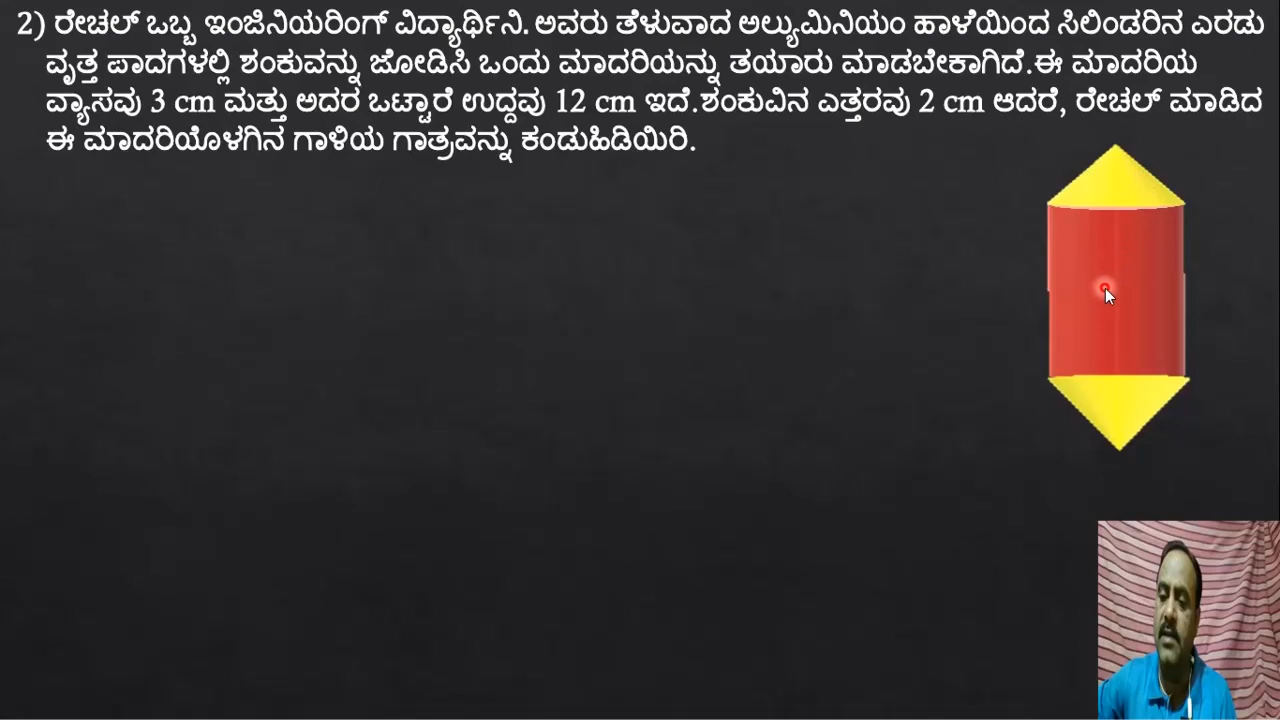 2) ರೇಚಲ್ ಒಬ್ಬ ಇಂಜಿನಿಯರಿಂಗ್ ವಿದ್ಯಾರ್ಥಿನಿ. ಅವರು ತೆಳುವಾದ ಅಲ್ಯುಮಿನಿಯಂ ಹಾಳೆಯಿಂದ ಸಿಲಿಂಡರಿನ ಎರಡು
ವೃತ್ತ ಪಾದಗಳಲ್ಲಿ ಶಂಕುವನ್ನು ಜೋಡಿಸಿ ಒಂದು ಮಾದರಿಯನ್ನು ತಯಾರು ಮಾಡಬೇಕಾಗಿದೆ.ಈ ಮಾದರಿಯ
ವ್ಯಾಸವು 3 cm ಮತ್ತು ಅದರ ಒಟ್ಟಾರೆ ಉದ್ದವು 12 cm ಇದೆ.ಶಂಕುವಿನ ಎತ್ತರವು 2 cm ಆದರೆ, ರೇಚಲ್ ಮಾಡಿದ
ಈ ಮಾದರಿಯೊಳಗಿನ ಗಾಳಿಯ ಗಾತ್ರವನ್ನು ಕಂಡುಹಿಡಿಯಿರಿ.